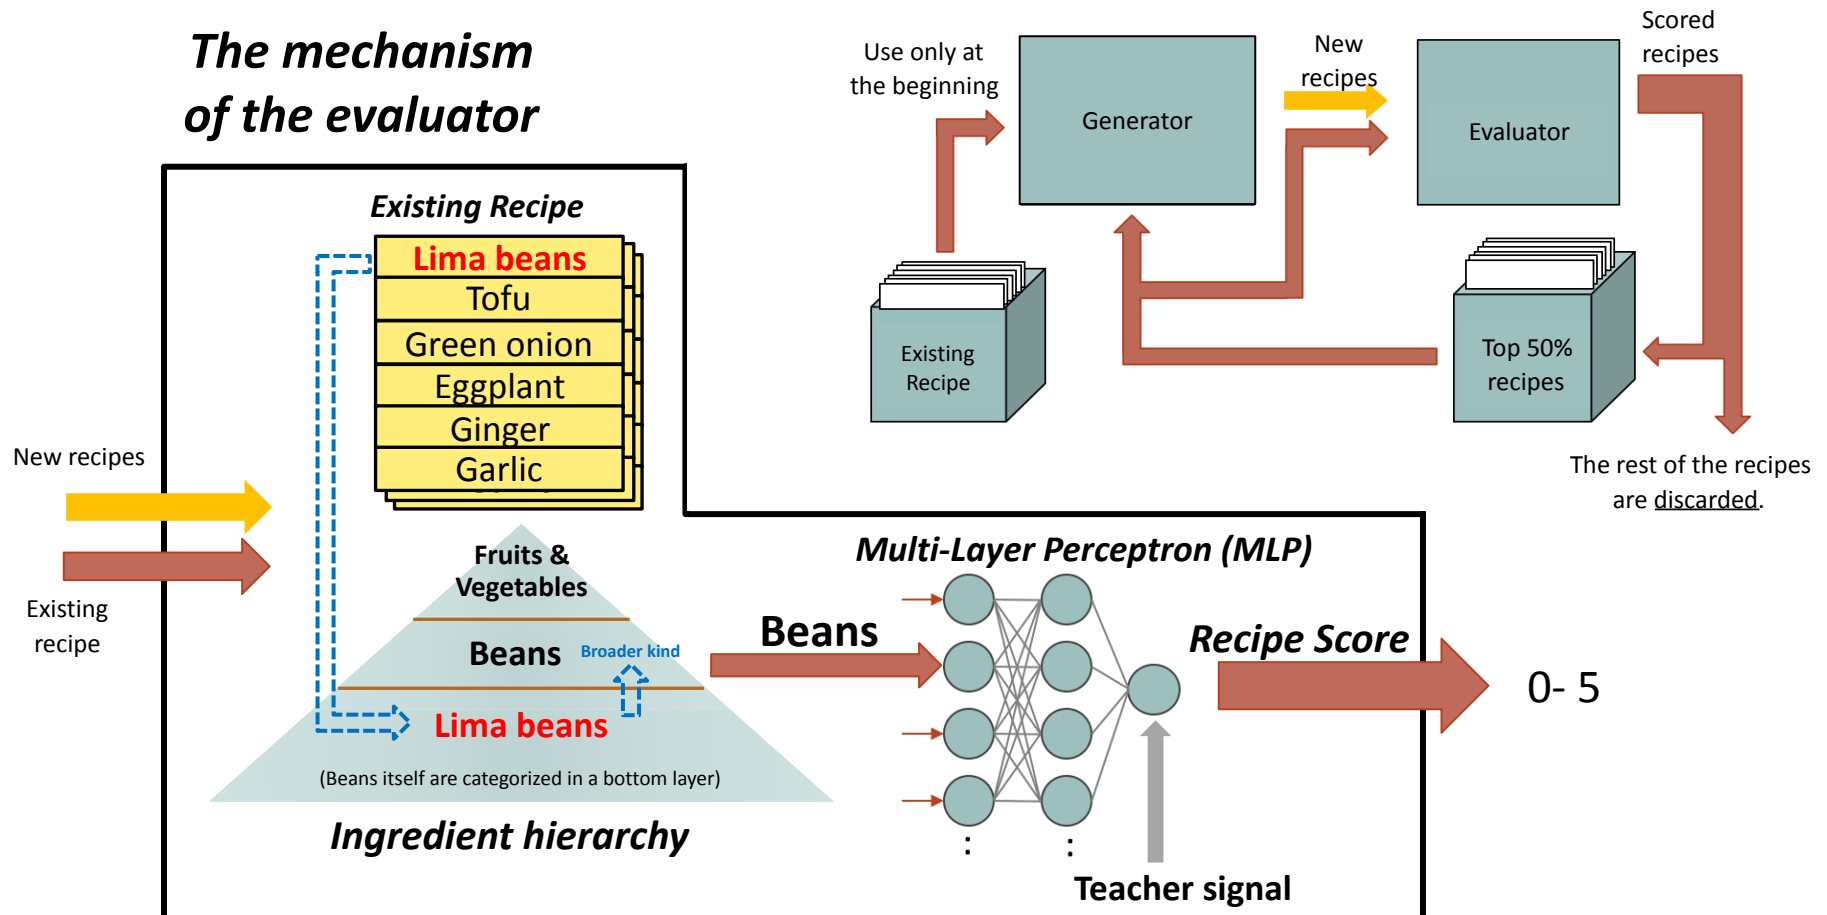 The mechanism
of the evaluator
Use only at
the beginning
Generator
New
recipes
Evaluator
Scored
recipes
Existing
Recipe
Top 50%
recipes
The rest of the recipes
are discarded.
Existing Recipe
Lima beans
Tofu
Green onion
Eggplant
Ginger
Garlic
New recipes
Existing
recipe
Fruits &
Vegetables
Beans
Broader kind
Lima beans
(Beans itself are categorized in a bottom layer)
Ingredient hierarchy
Beans
Multi-Layer Perceptron (MLP)
:
:
Teacher signal
Recipe Score
0- 5